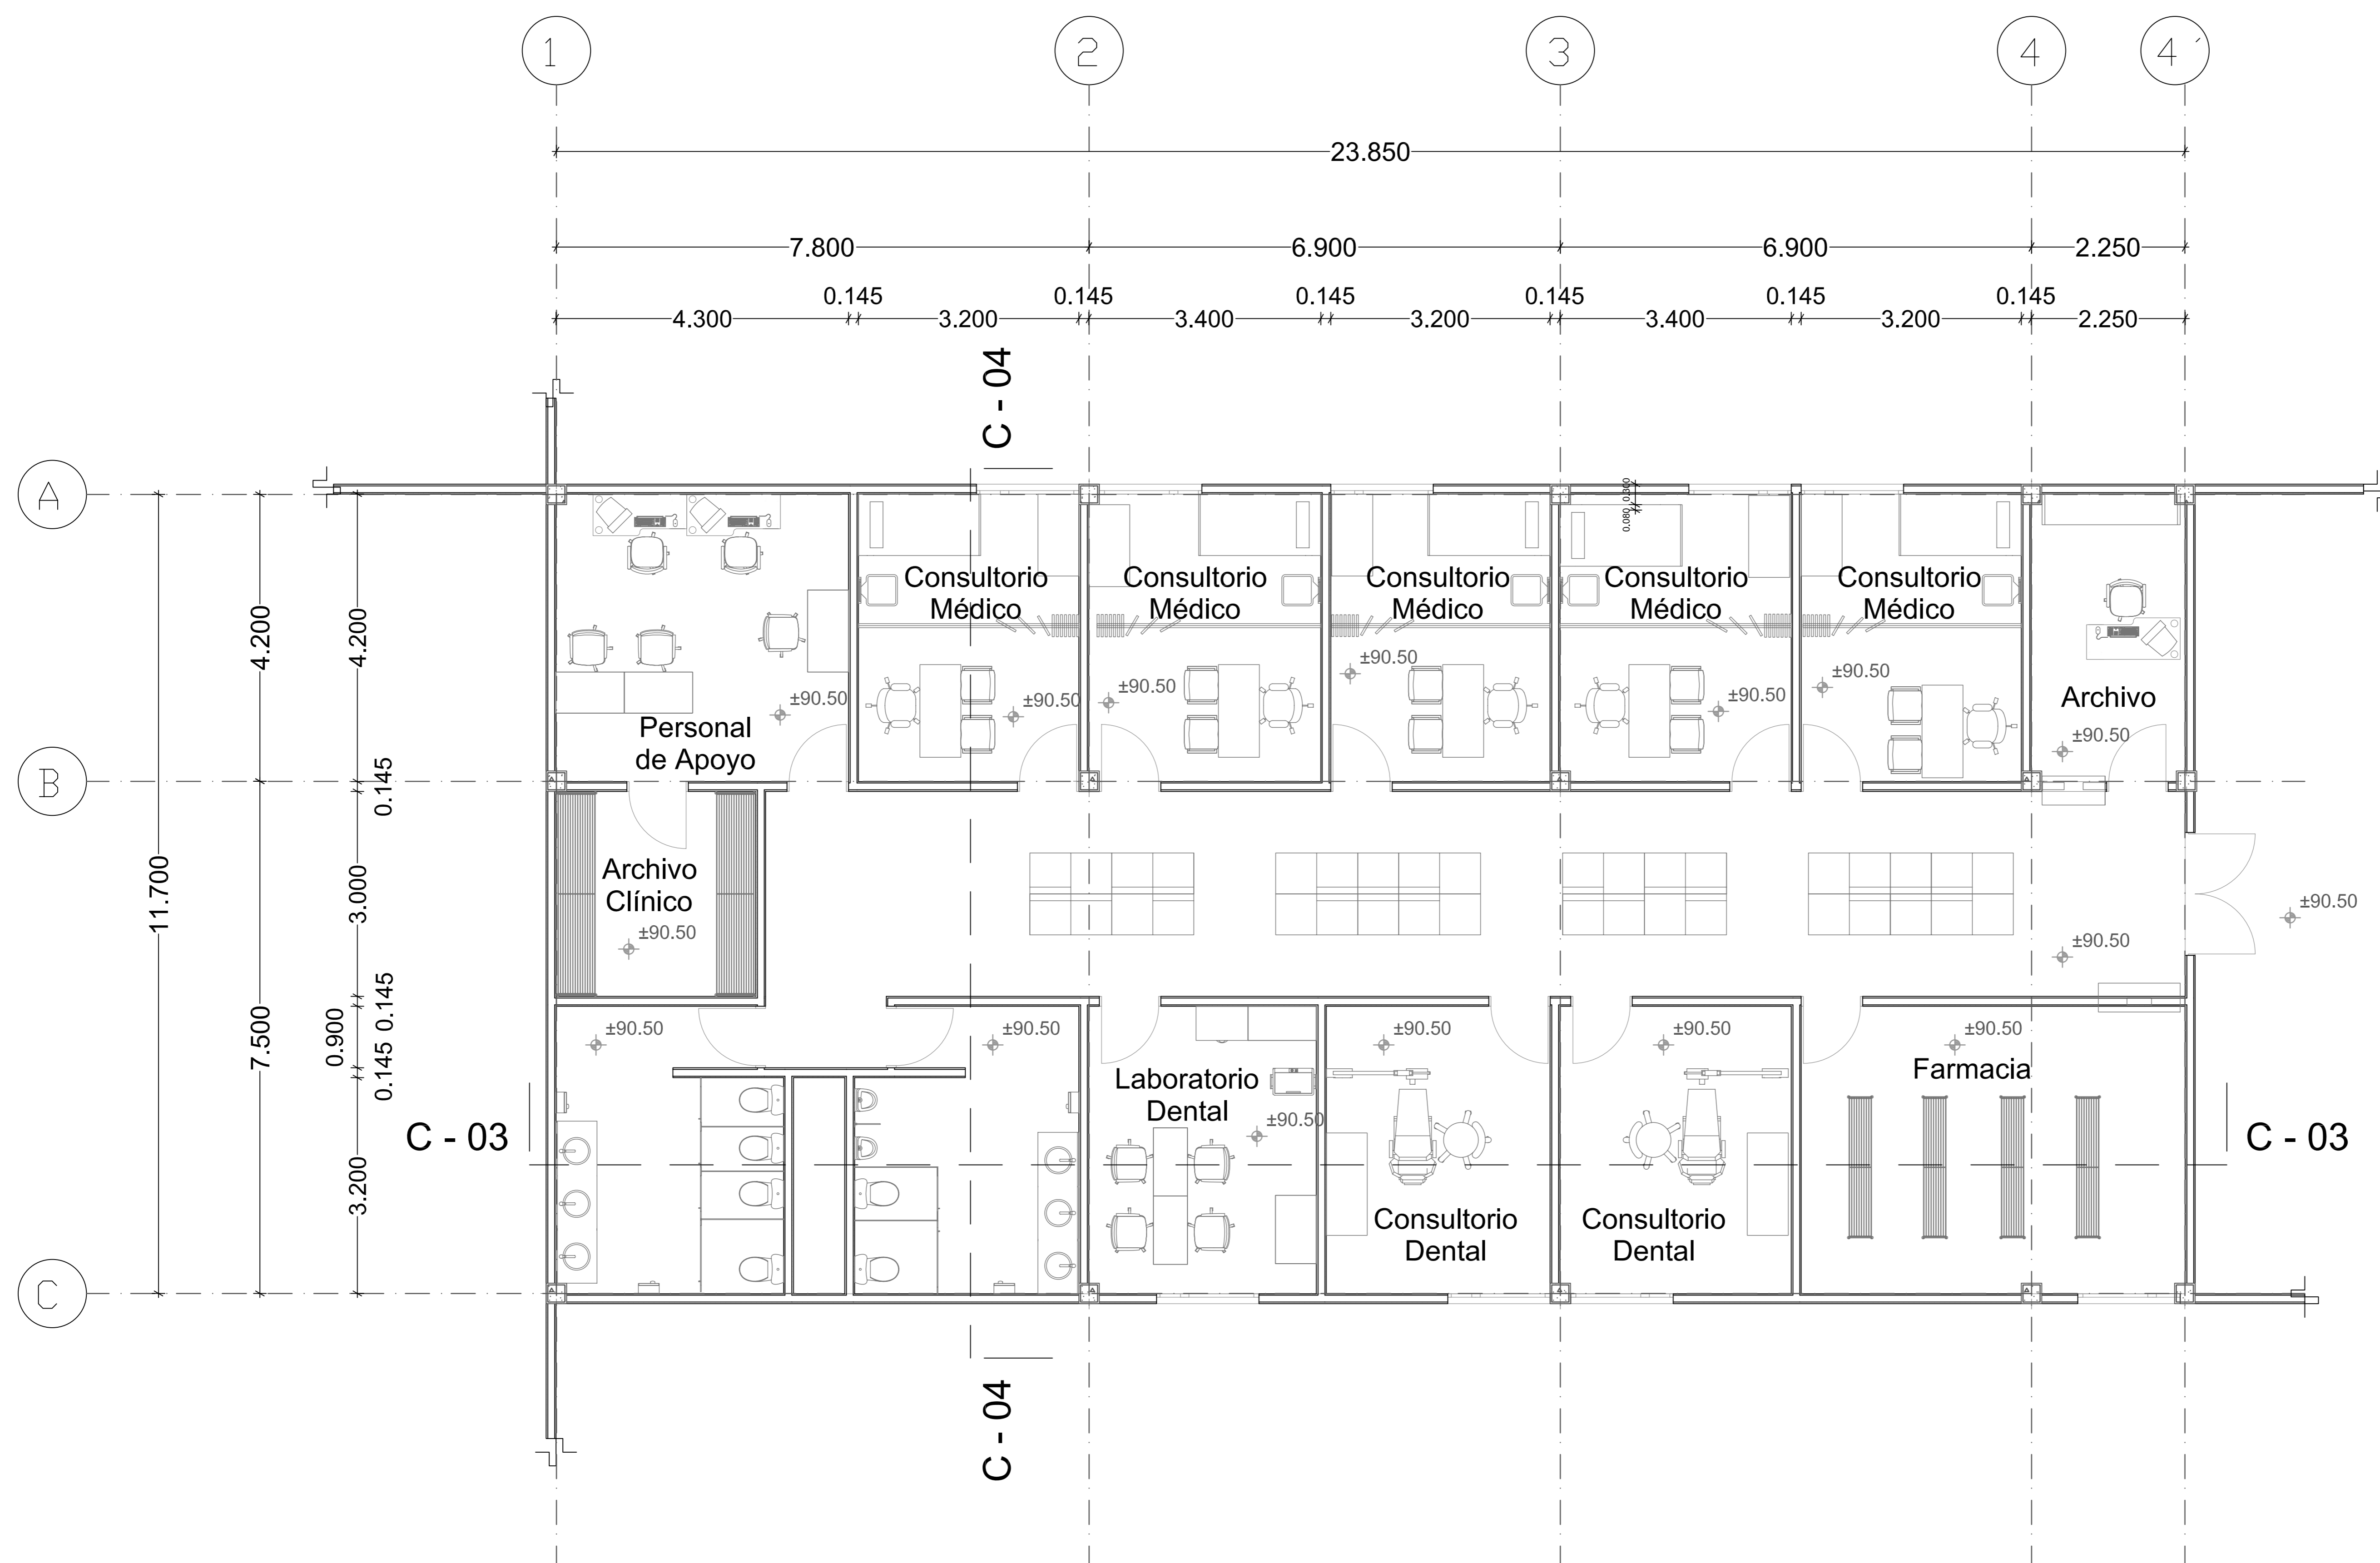 1
2
3
4
4´
23.850
7.800
6.900
6.900
2.250
0.145
0.145
0.145
0.145
0.145
0.145
4.300
3.200
3.400
3.200
3.400
3.200
2.250
C - 04
A
B
C
11.700
4.200
7.500
4.200
0.145
3.000
0.145
0.900
0.145
3.200
0.300
0.080
Consultorio
Médico
Consultorio
Médico
Consultorio
Médico
Consultorio
Médico
Consultorio
Médico
±90.50
±90.50
±90.50
±90.50
±90.50
±90.50
Personal
de Apoyo
Archivo
±90.50
Archivo
Clínico
±90.50
±90.50
±90.50
±90.50
±90.50
±90.50
±90.50
±90.50
Laboratorio
Dental
±90.50
Farmacia
C - 03
C - 03
Consultorio
Dental
Consultorio
Dental
C - 04